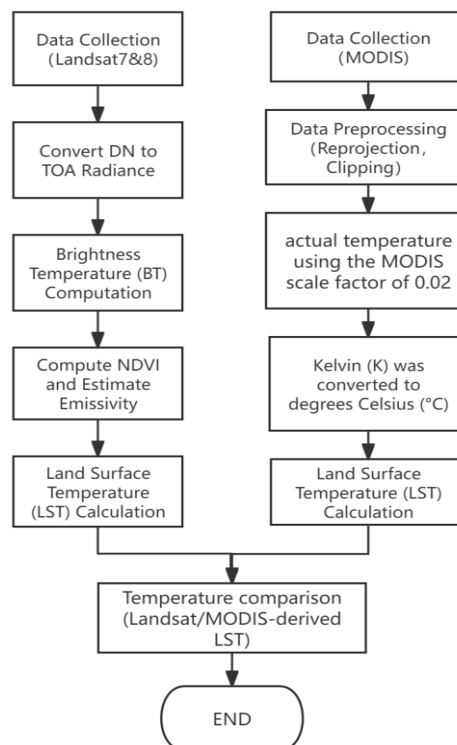 Data Collection
(Landsat7&8)
Convert DN to
TOA Radiance
Brightness
Temperature (BT)
Computation
Compute NDVI
and Estimate
Emissivity
Land Surface
Temperature
(LST) Calculation
Data Collection
(MODIS)
Data Preprocessing
(Reprojection,
Clipping)
actual temperature
using the MODIS
scale factor of 0.02
Kelvin (K) was
converted to
degrees Celsius (°C)
Land Surface
Temperature (LST)
Calculation
Temperature comparison
(Landsat/MODIS-derived
LST)
END